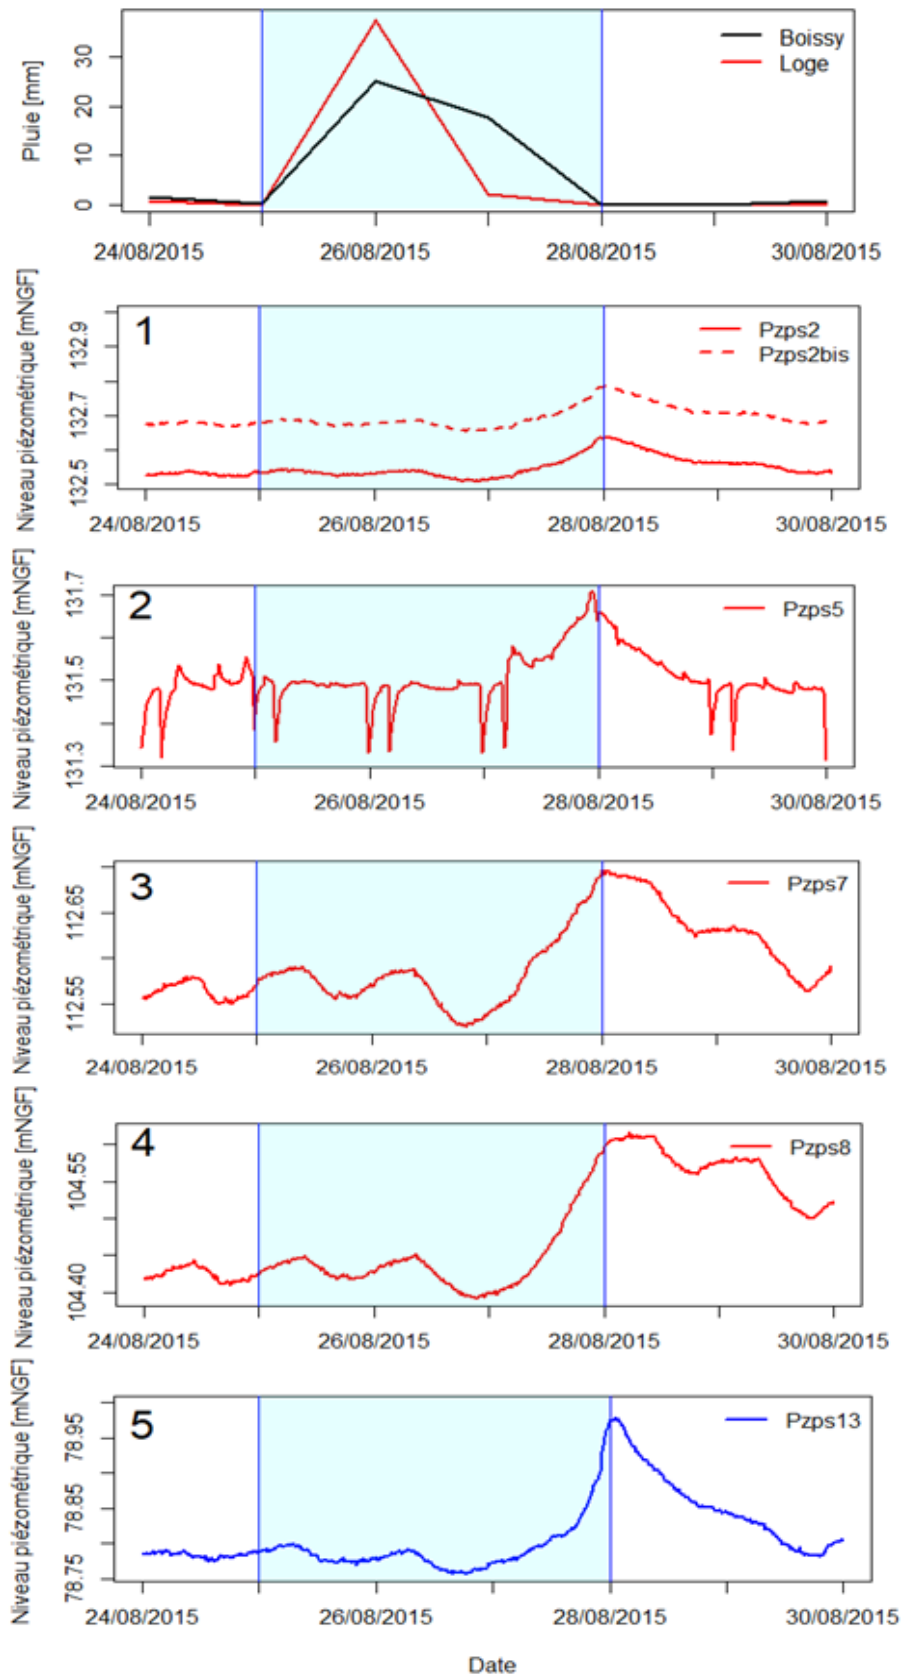 Pluie [mm]
30
20
10
0
Boissy
Loge
24/08/2015 26/08/2015 28/08/2015 30/08/2015
Niveau piézométrique [mNGF]
132.9
132.7
132.5
1
Pzps2
Pzps2bis
24/08/2015 26/08/2015 28/08/2015 30/08/2015
Niveau piézométrique [mNGF]
131.7
131.5
131.3
2
Pzps5
24/08/2015 26/08/2015 28/08/2015 30/08/2015
Niveau piézométrique [mNGF]
112.65
112.55
3
Pzps7
24/08/2015 26/08/2015 28/08/2015 30/08/2015
Niveau piézométrique [mNGF]
104.55
104.40
4
Pzps8
24/08/2015 26/08/2015 28/08/2015 30/08/2015
Niveau piézométrique [mNGF]
78.95
78.85
78.75
5
Pzps13
24/08/2015 26/08/2015 28/08/2015 30/08/2015
Date